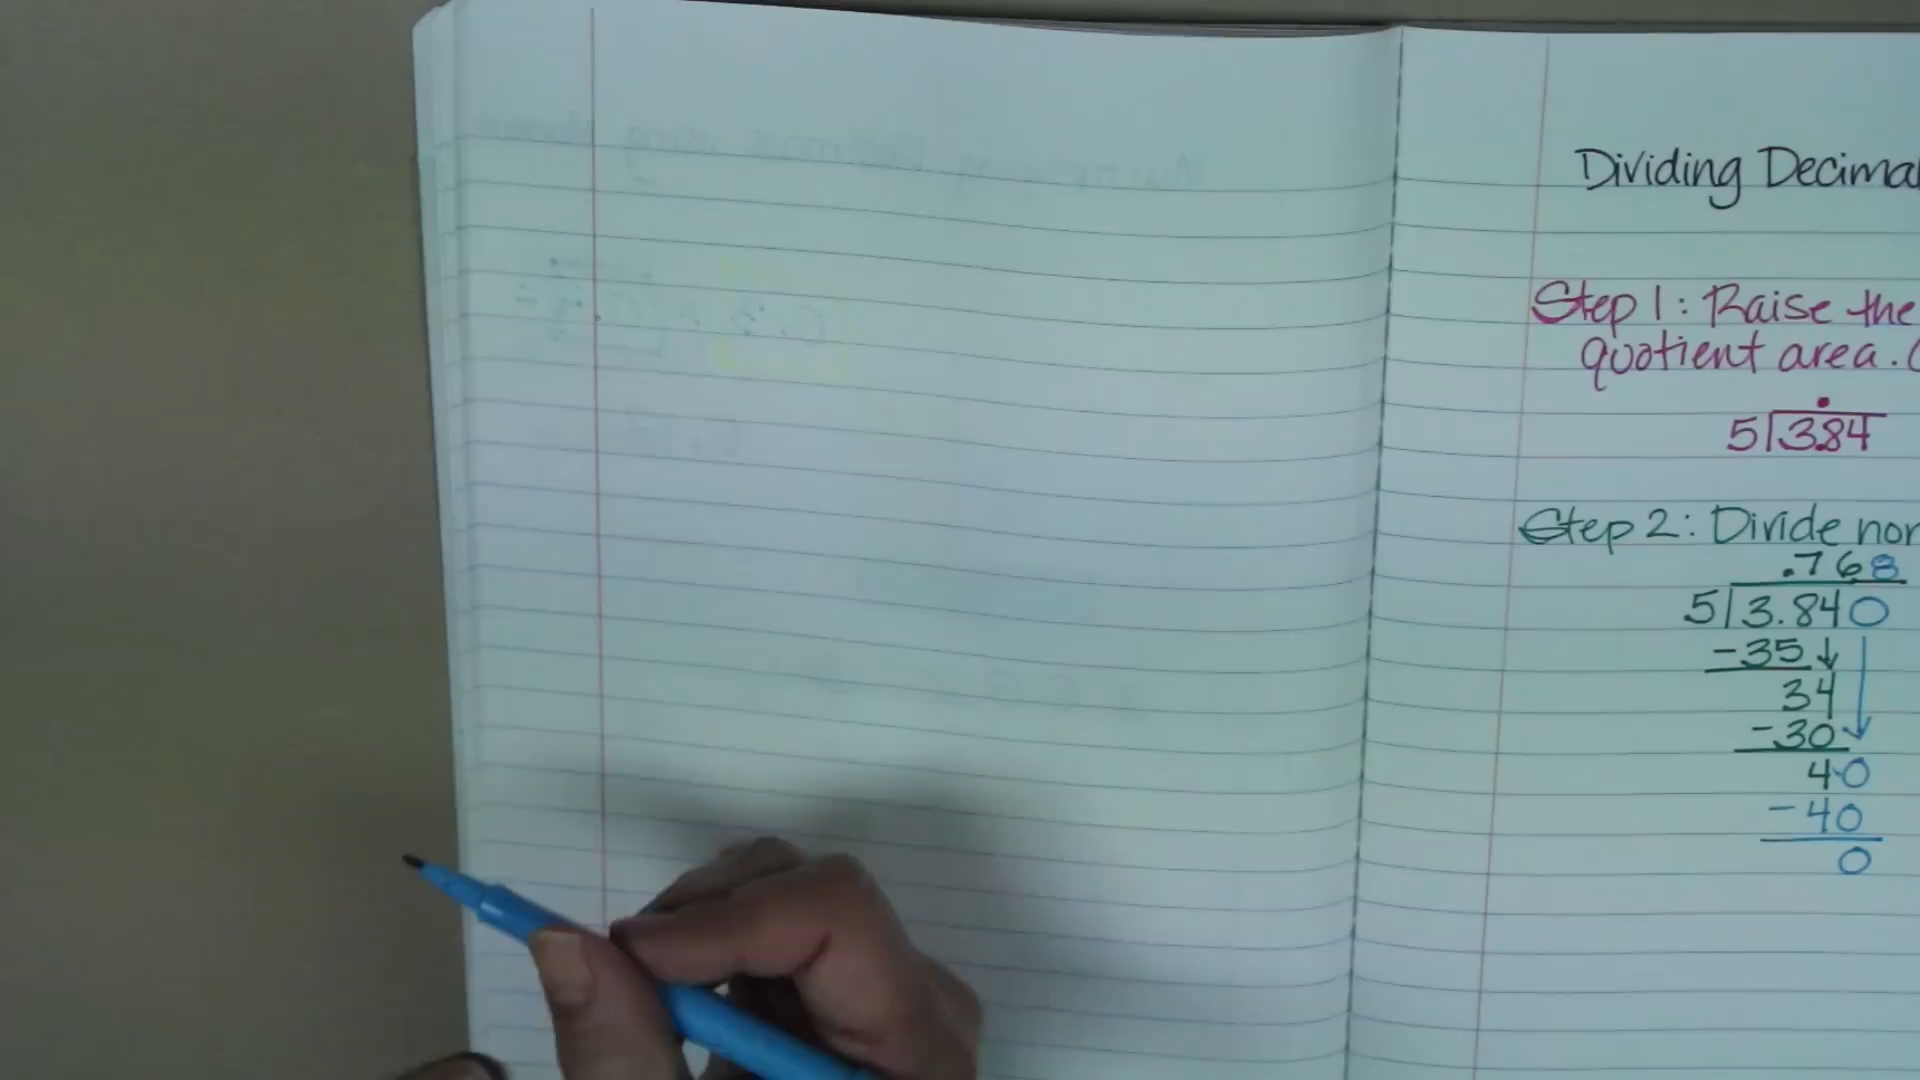 Dividing Decimal
Step 1: Raise the
quotient area. (
.
5 3.84
Step 2: Divide nor
.768
5 3.840
-35↓
34
-30
40
-40
0